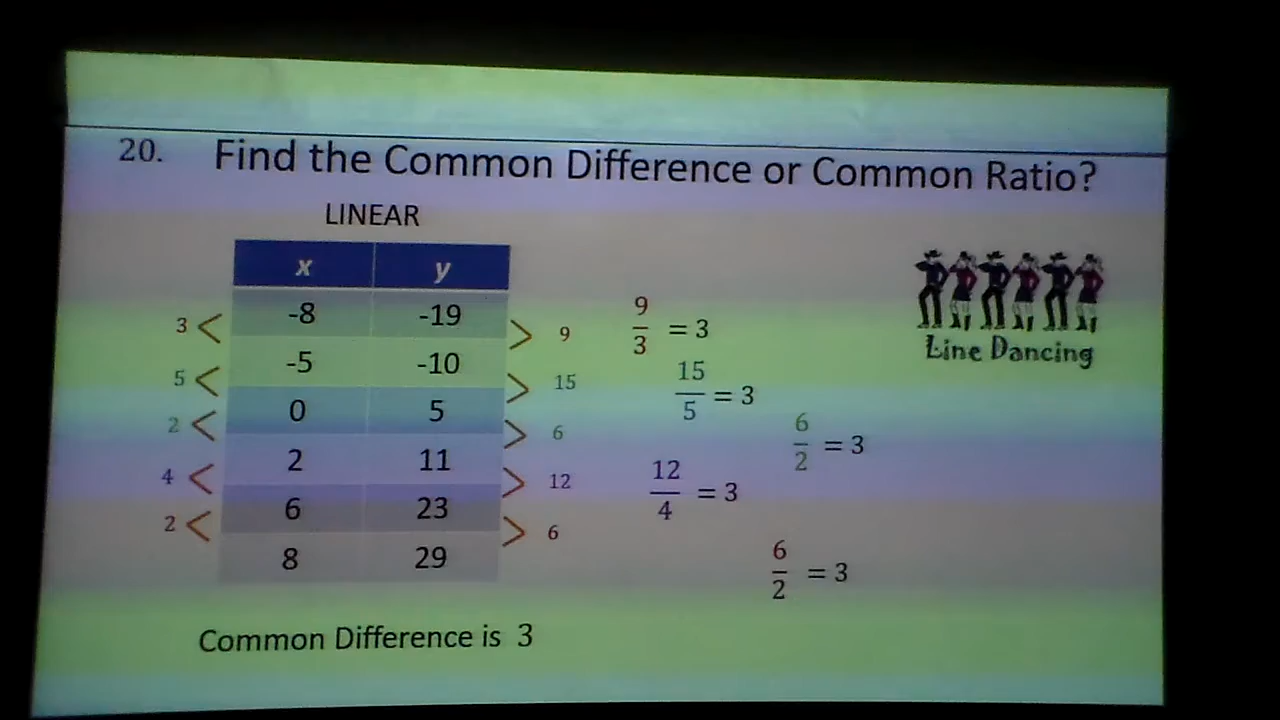 20. Find the Common Difference or Common Ratio?
LINEAR
x y
-8 -19
3 < > 9 9/3 = 3
-5 -10
5 < > 15 15/5 = 3
0 5
2 < > 6 6/2 = 3
2 11
4 < > 12 12/4 = 3
6 23
2 < > 6 6/2 = 3
8 29
Common Difference is 3
Line Dancing